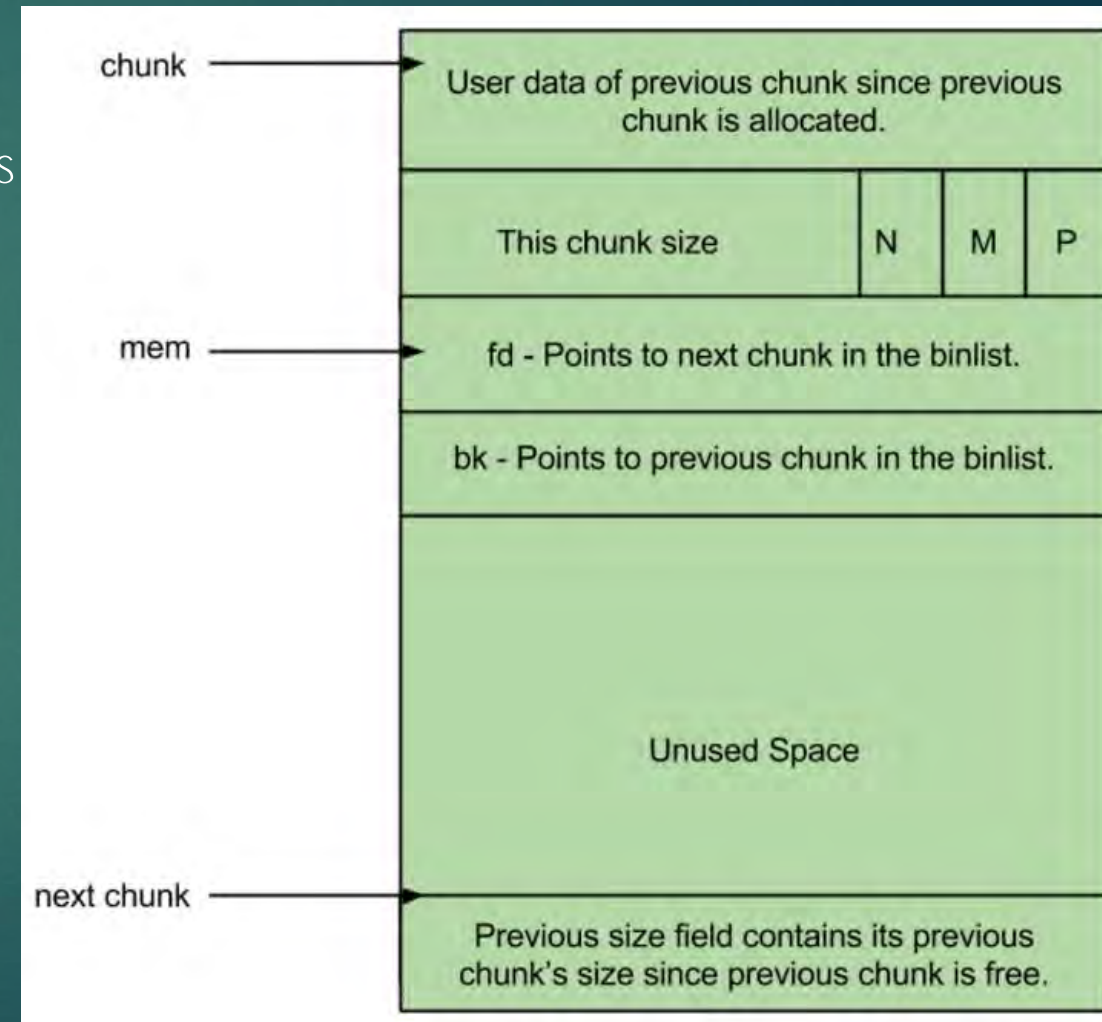 chunk
User data of previous chunk since previous
chunk is allocated.
S
This chunk size
N
M
P
mem
fd - Points to next chunk in the binlist.
bk - Points to previous chunk in the binlist.
Unused Space
next chunk
Previous size field contains its previous
chunk's size since previous chunk is free.